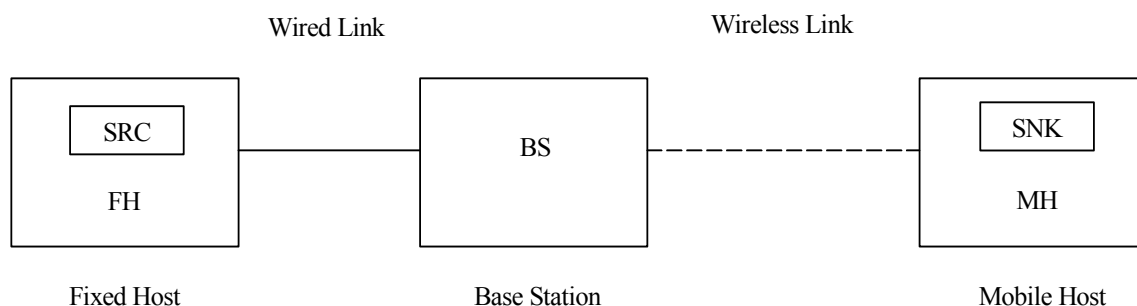 Wired Link
Wireless Link
SRC
SNK
BS
FH
MH
Fixed Host
Base Station
Mobile Host